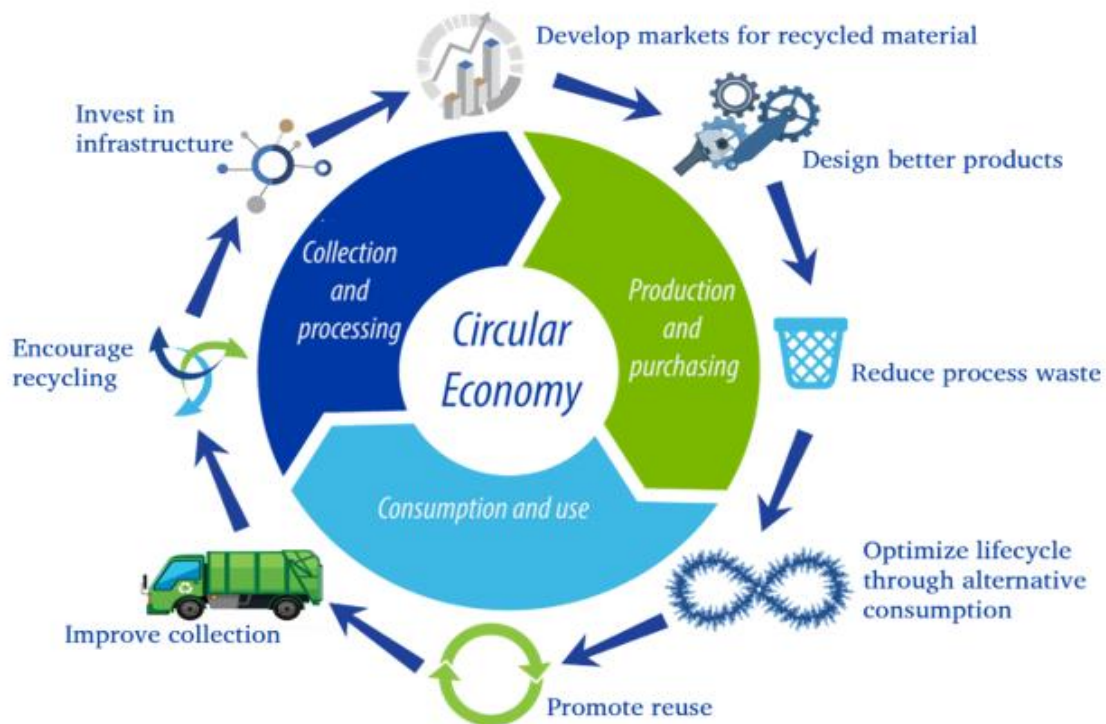 Develop markets for recycled material
Invest in
infrastructure
Design better products
Collection
and
processing
Production
and
purchasing
Circular
Economy
Encourage
recycling
Reduce process waste
Consumption and use
Optimize lifecycle
through alternative
consumption
Improve collection
Promote reuse